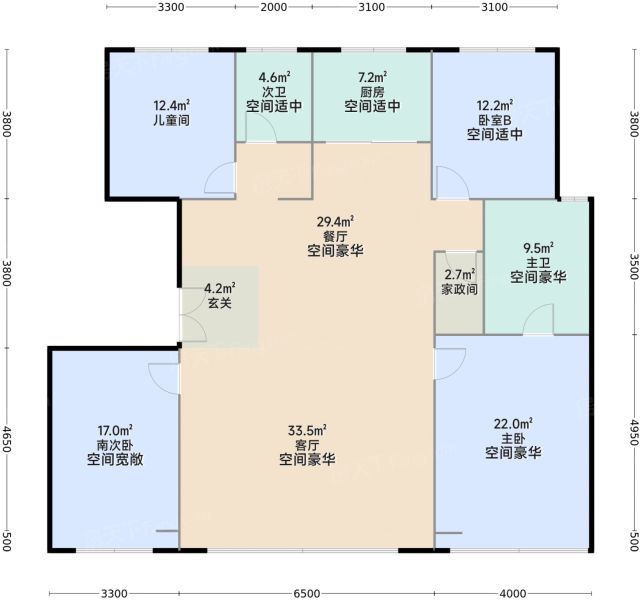 3300 2000 3100 3100
3800
3800
4650
500
3800
3500
4950
500
12.4㎡
儿童间
4.6㎡
次卫
空间适中
7.2㎡
厨房
空间适中
12.2㎡
卧室B
空间适中
29.4㎡
餐厅
空间豪华
9.5㎡
主卫
空间豪华
4.2㎡
玄关
2.7㎡
家政间
17.0㎡
南次卧
空间宽敞
33.5㎡
客厅
空间豪华
22.0㎡
主卧
空间豪华
3300 6500 4000